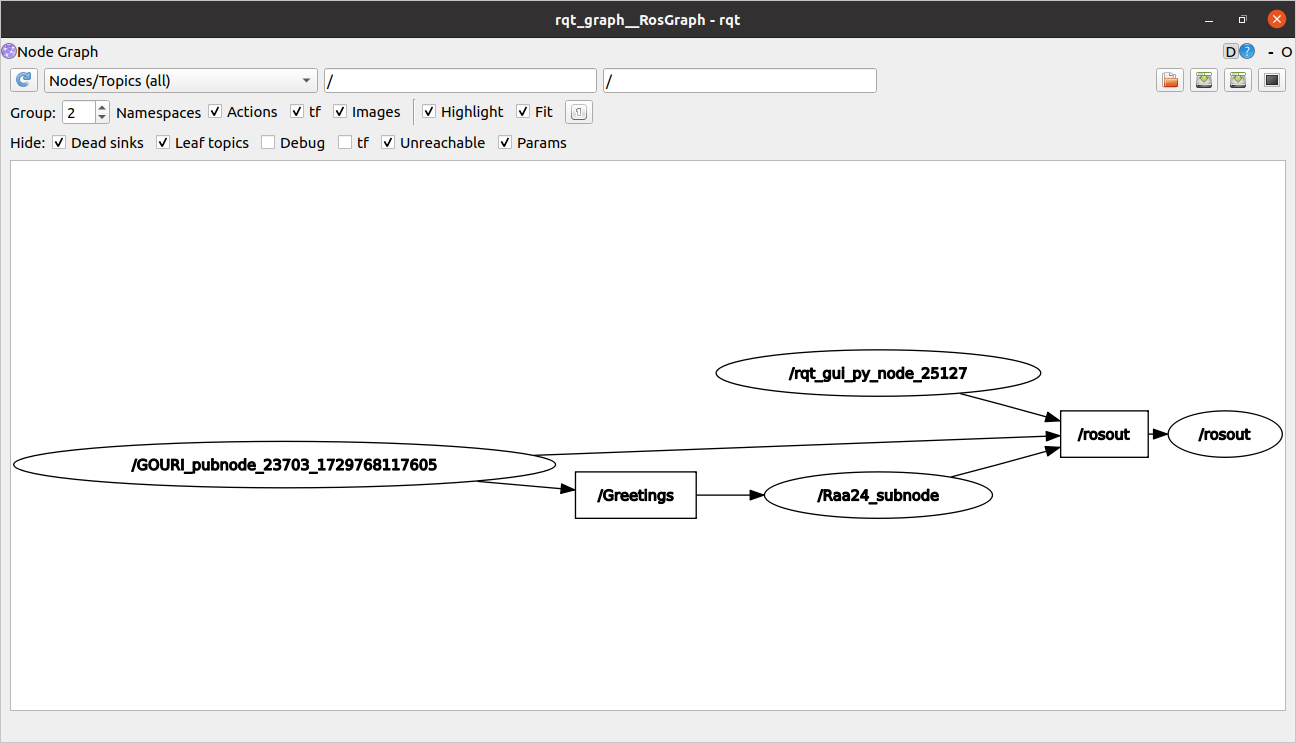 rqt_graph__RosGraph - rqt
Node Graph D ? - O
Nodes/Topics (all) / /
Group: 2 Namespaces Actions tf Images Highlight Fit
Hide: Dead sinks Leaf topics Debug tf Unreachable Params
/rqt_gui_py_node_25127
/rosout /rosout
/GOURI_pubnode_23703_1729768117605
/Greetings /Raa24_subnode